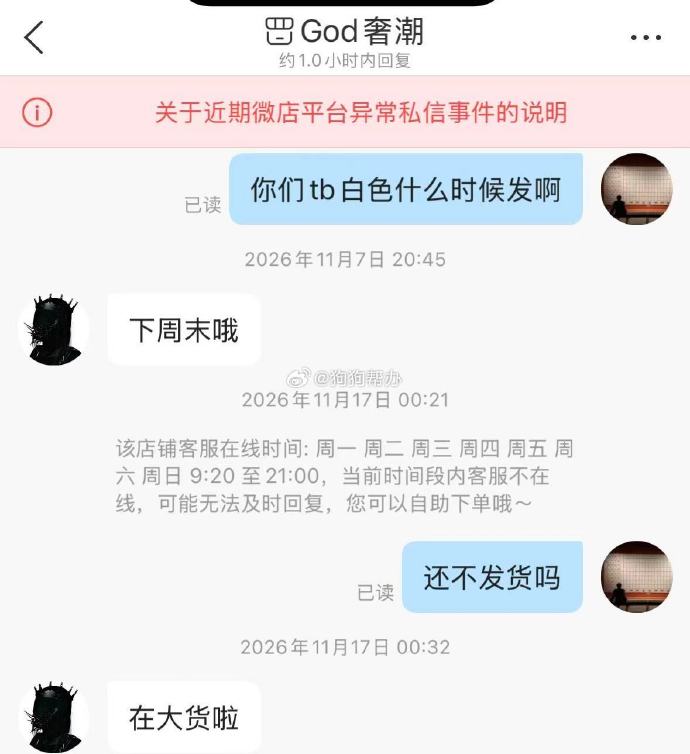 God奢潮
约1.0小时内回复
关于近期微店平台异常私信事件的说明
你们tb白色什么时候发啊
已读
2026年11月7日 20:45
下周末哦
@狗狗帮办
2026年11月17日 00:21
该店铺客服在线时间: 周一 周二 周三 周四 周五 周
六 周日 9:20 至21:00，当前时间段内客服不在
线，可能无法及时回复，您可以自助下单哦～
还不发货吗
已读
2026年11月17日 00:32
在大货啦